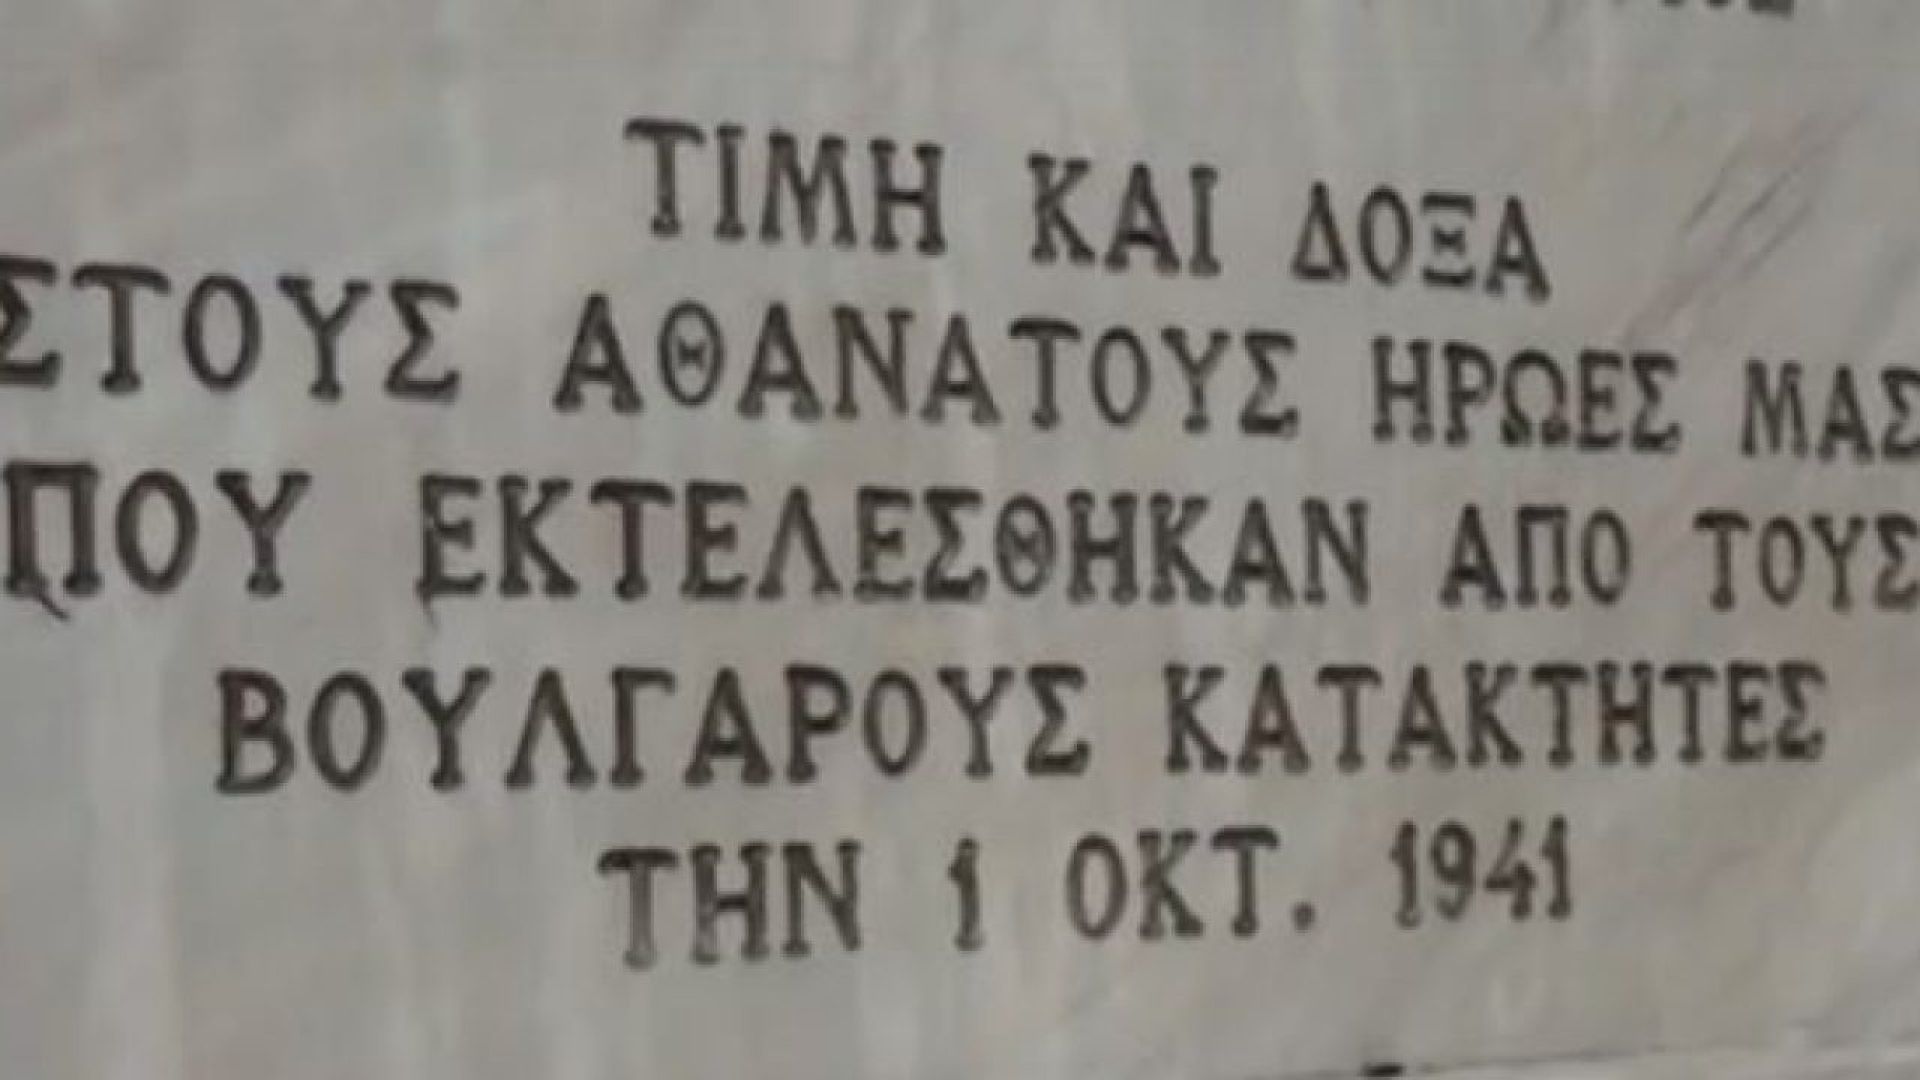 ΤΙΜΗ ΚΑΙ ΔΟΞΑ
ΣΤΟΥΣ ΑΘΑΝΑΤΟΥΣ ΗΡΩΕΣ ΜΑΣ
ΠΟΥ ΕΚΤΕΛΕΣΘΗΚΑΝ ΑΠΟ ΤΟΥΣ
ΒΟΥΛΓΑΡΟΥΣ ΚΑΤΑΚΤΗΤΕΣ
ΤΗΝ 1 ΟΚΤ. 1941